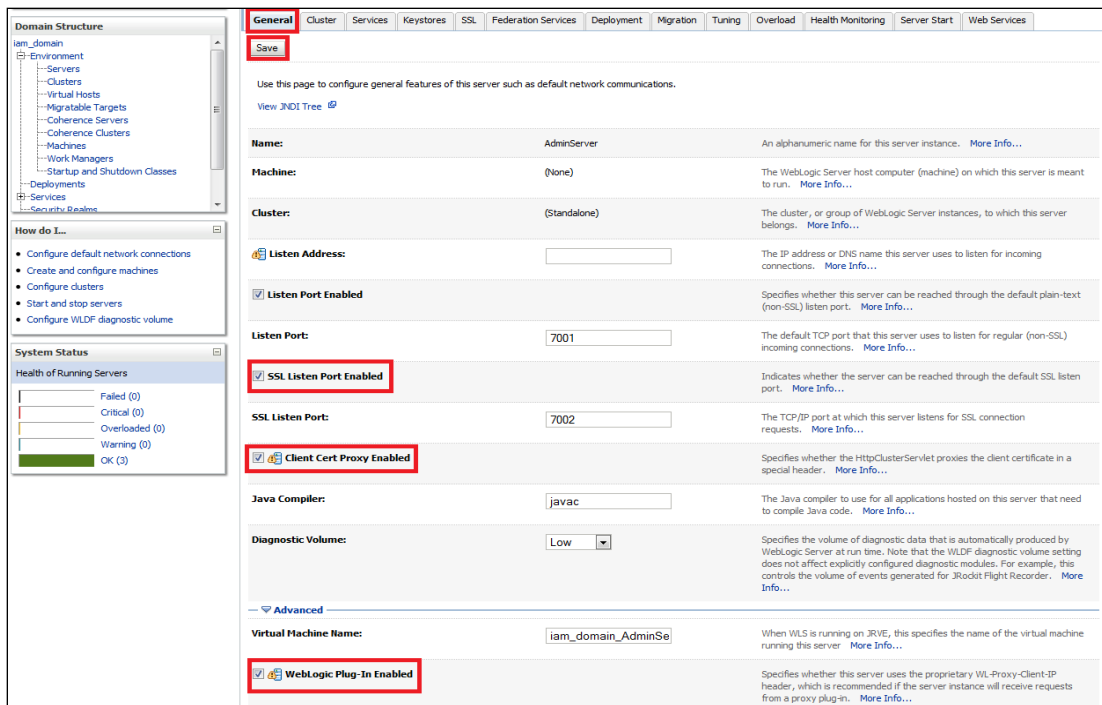 Domain Structure
iam_domain
Environment
Servers
Clusters
Virtual Hosts
Migratable Targets
Coherence Servers
Coherence Clusters
Machines
Work Managers
Startup and Shutdown Classes
Deployments
Services
Security Realms
How do I...
Configure default network connections
Create and configure machines
Configure clusters
Start and stop servers
Configure WLDF diagnostic volume
System Status
Health of Running Servers
Failed (0)
Critical (0)
Overloaded (0)
Warning (0)
OK (3)
General Cluster Services Keystores SSL Federation Services Deployment Migration Tuning Overload Health Monitoring Server Start Web Services
Save
Use this page to configure general features of this server such as default network communications.
View JNDI Tree
Name: AdminServer An alphanumeric name for this server instance. More Info...
Machine: (None) The WebLogic Server host computer (machine) on which this server is meant
to run. More Info...
Cluster: (Standalone) The cluster, or group of WebLogic Server instances, to which this server
belongs. More Info...
Listen Address: The IP address or DNS name this server uses to listen for incoming
connections. More Info...
Listen Port Enabled Specifies whether this server can be reached through the default plain-text
(non-SSL) listen port. More Info...
Listen Port: 7001 The default TCP port that this server uses to listen for regular (non-SSL)
incoming connections. More Info...
SSL Listen Port Enabled Indicates whether the server can be reached through the default SSL listen
port. More Info...
SSL Listen Port: 7002 The TCP/IP port at which this server listens for SSL connection
requests. More Info...
Client Cert Proxy Enabled Specifies whether the HttpClusterServlet proxies the client certificate in a
special header. More Info...
Java Compiler: javac The Java compiler to use for all applications hosted on this server that need
to compile Java code. More Info...
Diagnostic Volume: Low Specifies the volume of diagnostic data that is automatically produced by
WebLogic Server at run time. Note that the WLDF diagnostic volume setting
does not affect explicitly configured diagnostic modules. For example, this
controls the volume of events generated for JRockit Flight Recorder. More
Info...
Advanced
Virtual Machine Name: iam_domain_AdminSe When WLS is running on JRVE, this specifies the name of the virtual machine
running this server More Info...
WebLogic Plug-In Enabled Specifies whether this server uses the proprietary WL-Proxy-Client-IP
header, which is recommended if the server instance will receive requests
from a proxy plug-in. More Info...